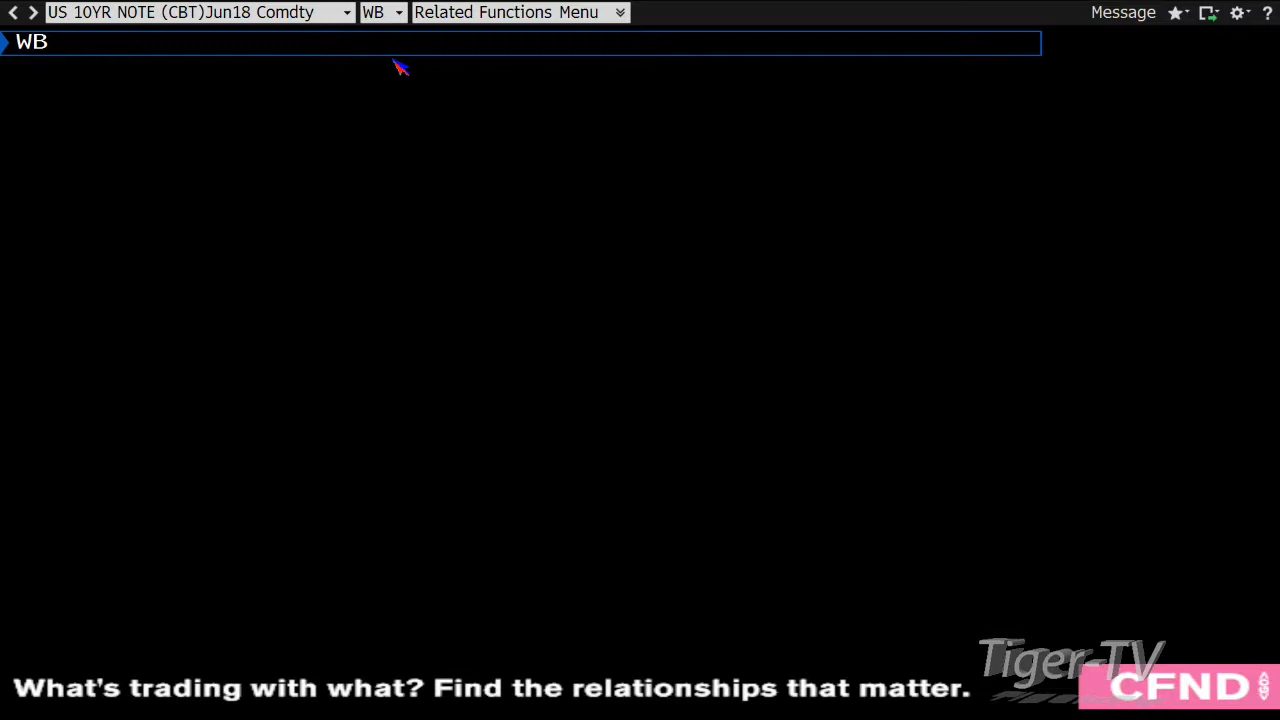 US 10YR NOTE (CBT)Jun18 Comdty WB Related Functions Menu Message ?
WB
Tiger-TV
What's trading with what? Find the relationships that matter. CFND